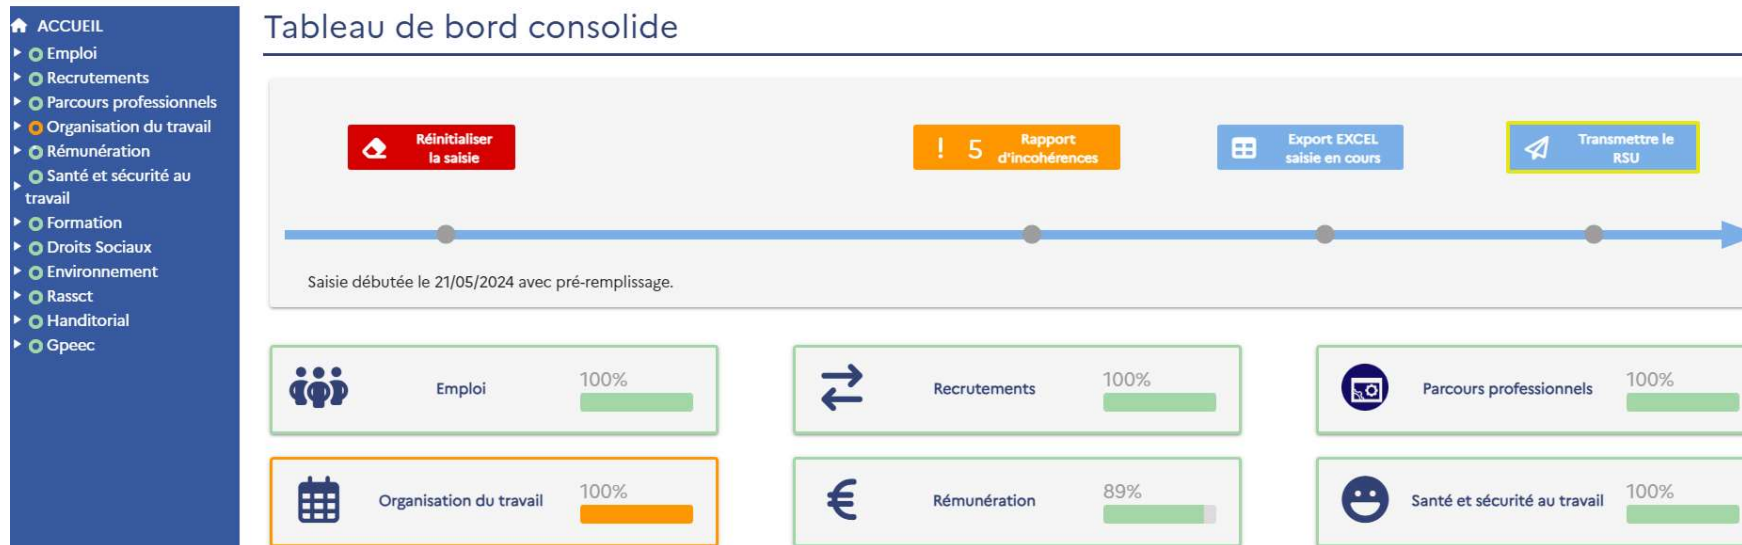 ACCUEIL
Emploi
Recrutements
Parcours professionnels
Organisation du travail
Rémunération
Santé et sécurité au
travail
Formation
Droits Sociaux
Environnement
Rassct
Handitorial
Gpeec
Tableau de bord consolide
Réinitialiser
la saisie
! 5 Rapport
d'incohérences
Export EXCEL
saisie en cours
Transmettre le
RSU
Saisie débutée le 21/05/2024 avec pré-remplissage.
Emploi 100%
Recrutements 100%
Parcours professionnels 100%
Organisation du travail 100%
Rémunération 89%
Santé et sécurité au travail 100%